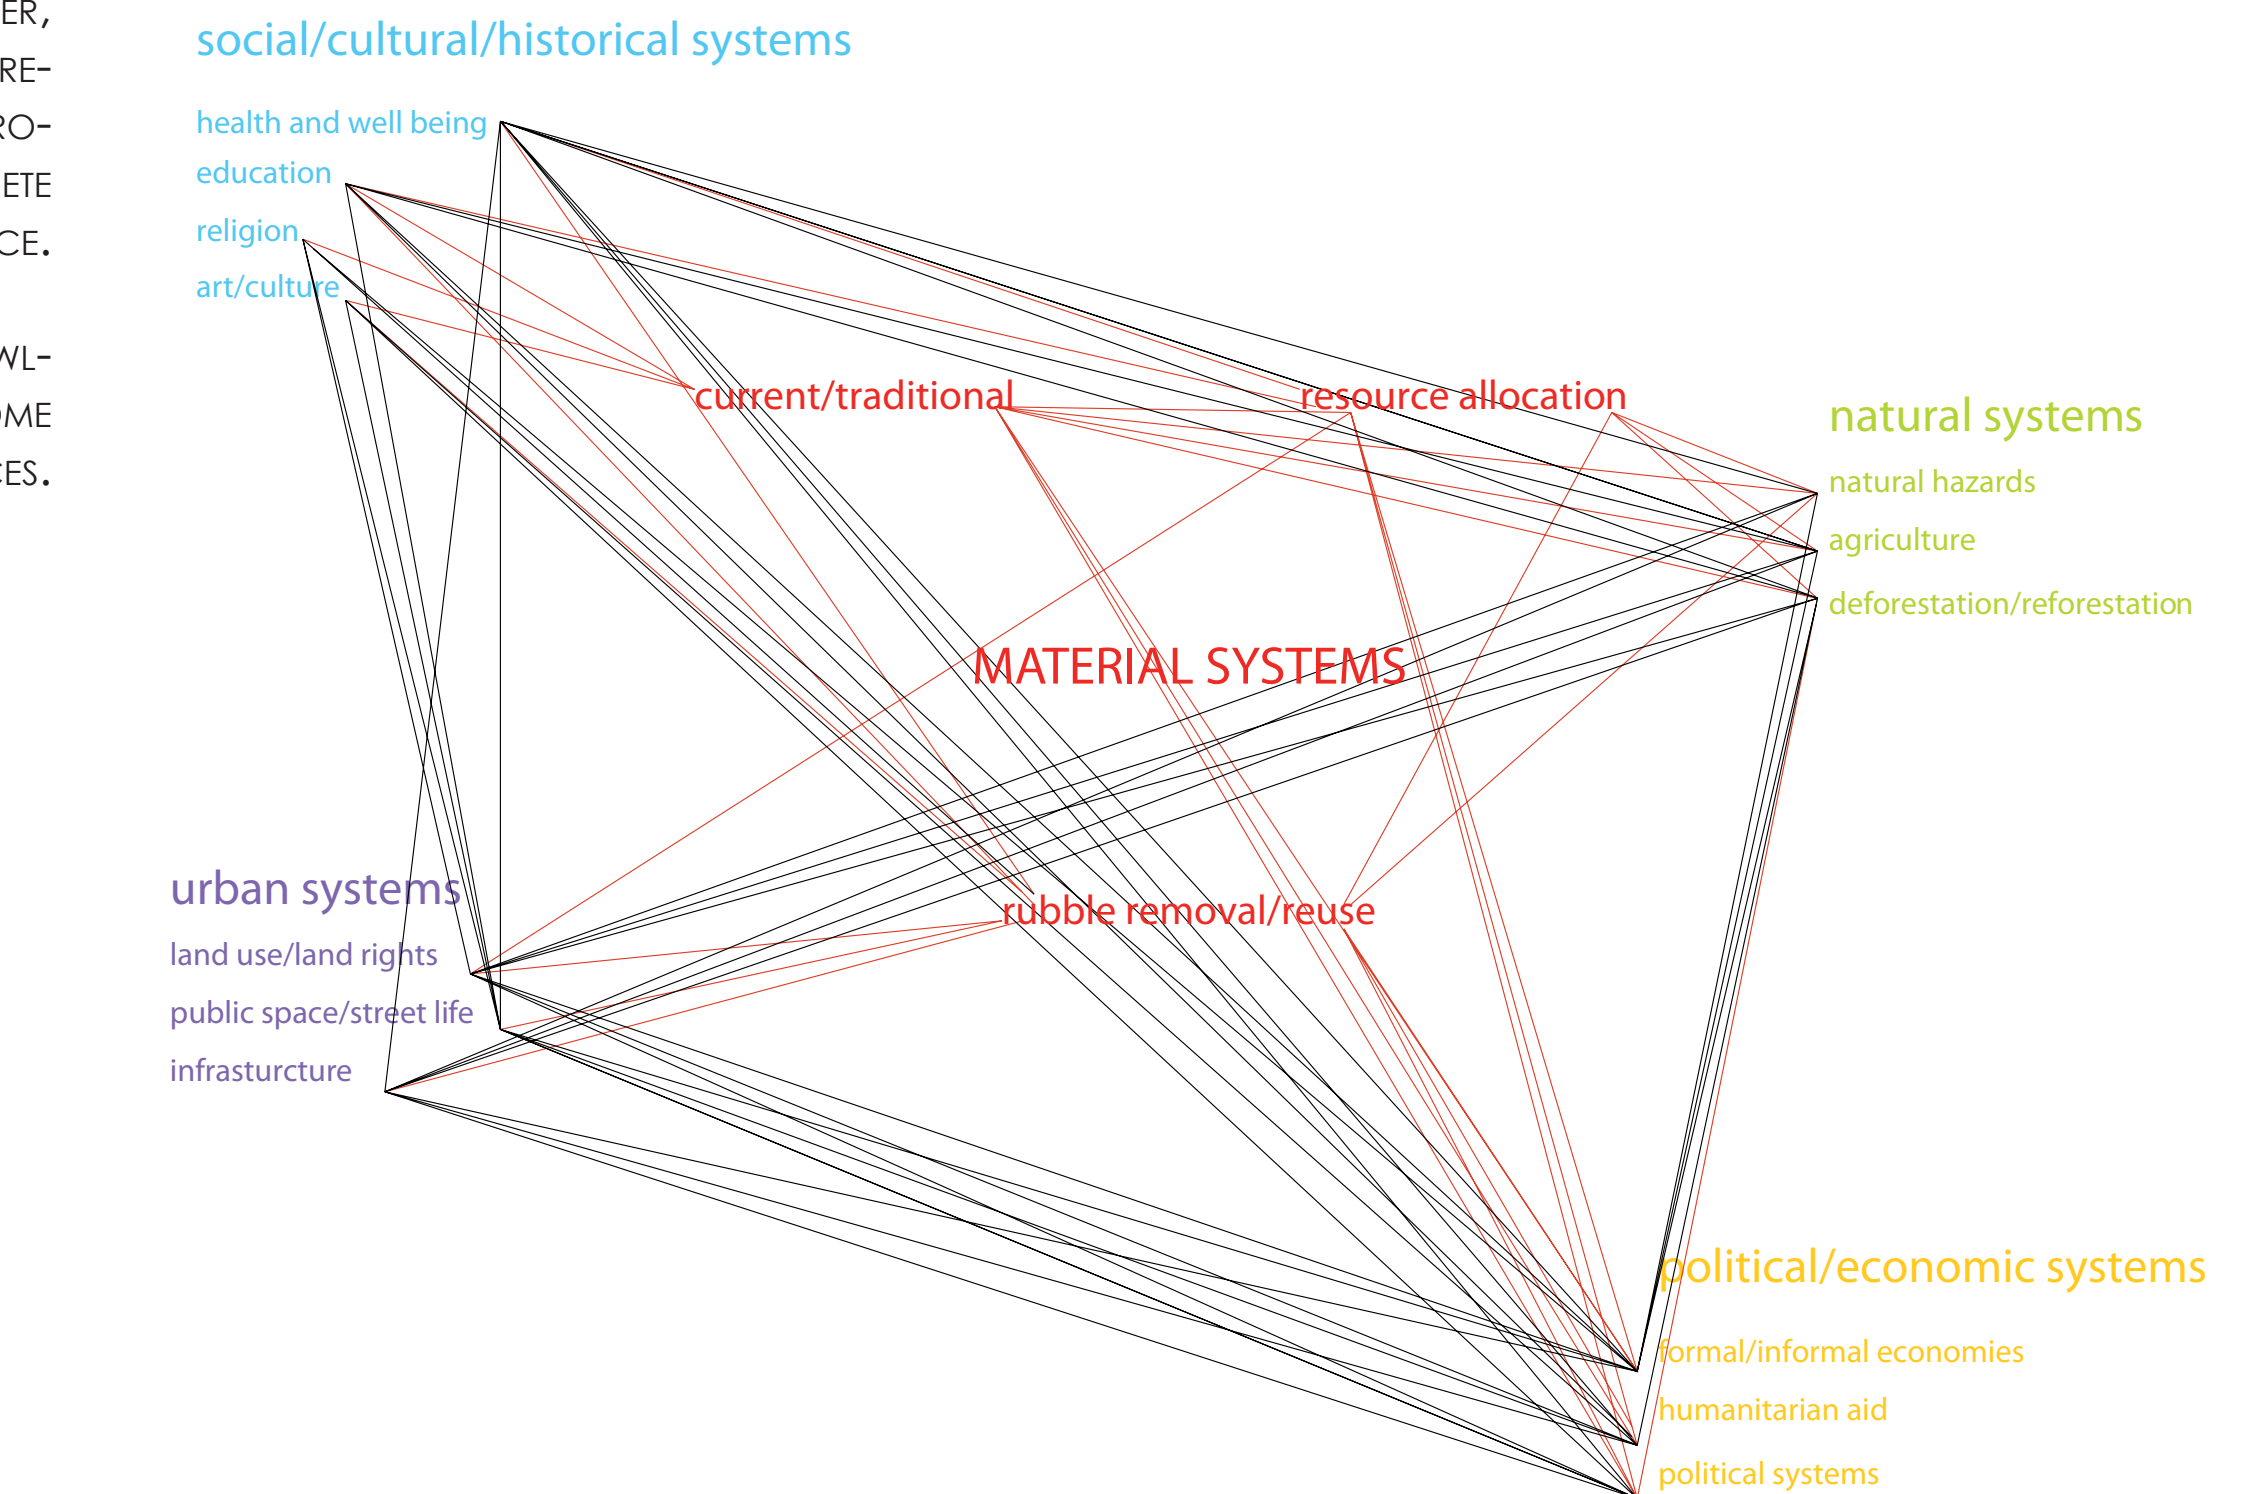 ER,
RE-
RO-
ETE
CE.
WL-
OME
CES.
social/cultural/historical systems
health and well being
education
religion
art/culture
current/traditional
resource allocation
natural systems
natural hazards
agriculture
deforestation/reforestation
MATERIAL SYSTEMS
urban systems
land use/land rights
public space/street life
infrasturcture
rubble removal/reuse
political/economic systems
formal/informal economies
humanitarian aid
political systems